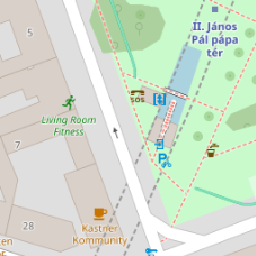 5
II. János
Pál pápa
tér
Living Room
Fitness
7
28
Kastner
Kommunity